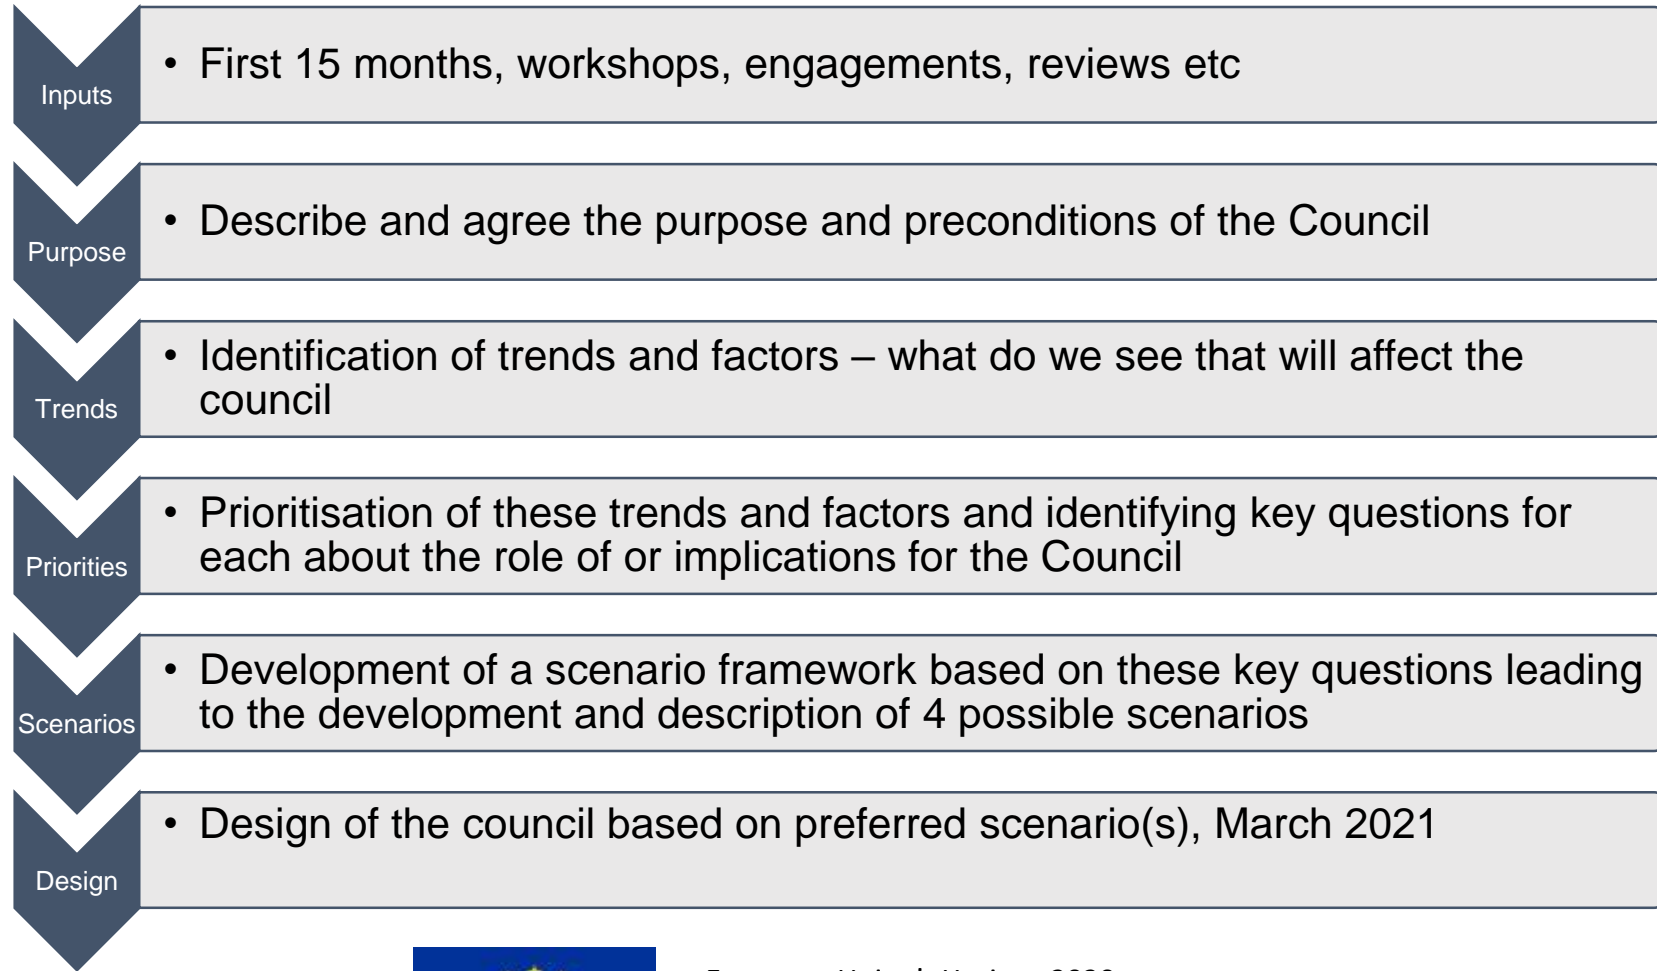 Inputs
• First 15 months, workshops, engagements, reviews etc
Purpose
• Describe and agree the purpose and preconditions of the Council
Trends
• Identification of trends and factors – what do we see that will affect the
council
Priorities
• Prioritisation of these trends and factors and identifying key questions for
each about the role of or implications for the Council
Scenarios
• Development of a scenario framework based on these key questions leading
to the development and description of 4 possible scenarios
Design
• Design of the council based on preferred scenario(s), March 2021